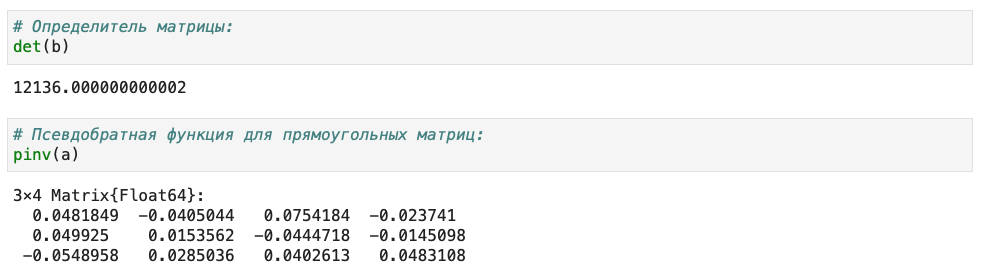 # Определитель матрицы:
det(b)
12136.000000000002
# Псевдобратная функция для прямоугольных матриц:
pinv(a)
3×4 Matrix{Float64}:
0.0481849 -0.0405044 0.0754184 -0.023741
0.049925 0.0153562 -0.0444718 -0.0145098
-0.0548958 0.0285036 0.0402613 0.0483108